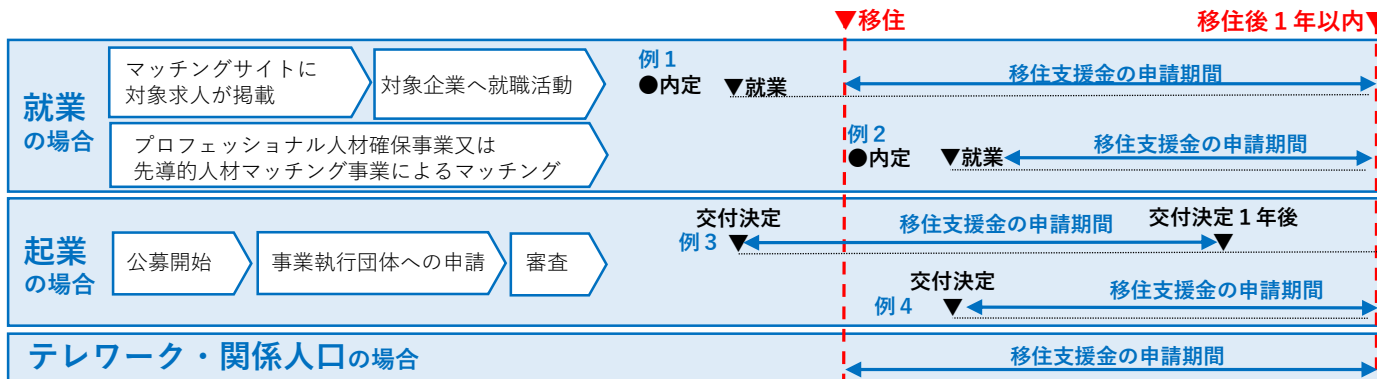 ▼移住
移住後1年以内▼
就業
の場合
マッチングサイトに
対象求人が掲載
対象企業へ就職活動
プロフェッショナル人材確保事業又は
先導的人材マッチング事業によるマッチング
例1
●内定
▼就業
移住支援金の申請期間
例2
●内定
▼就業
移住支援金の申請期間
起業
の場合
公募開始
事業執行団体への申請
審査
交付決定
例3
▼
移住支援金の申請期間
交付決定1年後
▼
交付決定
例4
▼
移住支援金の申請期間
テレワーク・関係人口の場合
移住支援金の申請期間